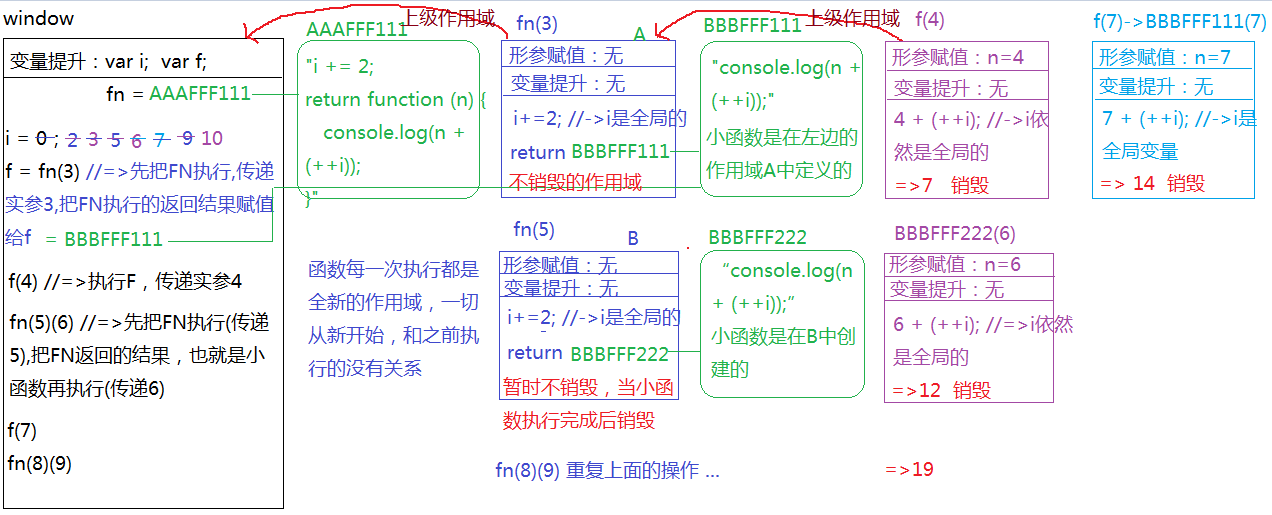 window
变量提升：var i;  var f;
fn = AAAFFF111
i = 0 ; 2 3 5 6 7 9 10
f = fn(3) //=>先把FN执行,传递
实参3,把FN执行的返回结果赋值
给f  = BBBFFF111
f(4) //=>执行F，传递实参4
fn(5)(6) //=>先把FN执行(传递
5),把FN返回的结果，也就是小
函数再执行(传递6)
f(7)
fn(8)(9)
AAAFFF111
"i += 2;
return function (n) {
console.log(n +
(++i));
}"
上级作用域
fn(3)
A
形参赋值：无
变量提升：无
i+=2; //->i是全局的
return BBBFFF111
不销毁的作用域
BBBFFF111
"console.log(n +
(++i));"
小函数是在左边的
作用域A中定义的
上级作用域
f(4)
形参赋值：n=4
变量提升：无
4 + (++i); //->i依
然是全局的
=>7  销毁
f(7)->BBBFFF111(7)
形参赋值：n=7
变量提升：无
7 + (++i); //->i是
全局变量
=> 14  销毁
函数每一次执行都是
全新的作用域，一切
从新开始，和之前执
行的没有关系
fn(5)
B
形参赋值：无
变量提升：无
i+=2; //->i是全局的
return BBBFFF222
暂时不销毁，当小函
数执行完成后销毁
BBBFFF222
“console.log(n
+ (++i));”
小函数是在B中创
建的
BBBFFF222(6)
形参赋值：n=6
变量提升：无
6 + (++i); //=>i依然
是全局的
=>12  销毁
fn(8)(9) 重复上面的操作 ...
=>19